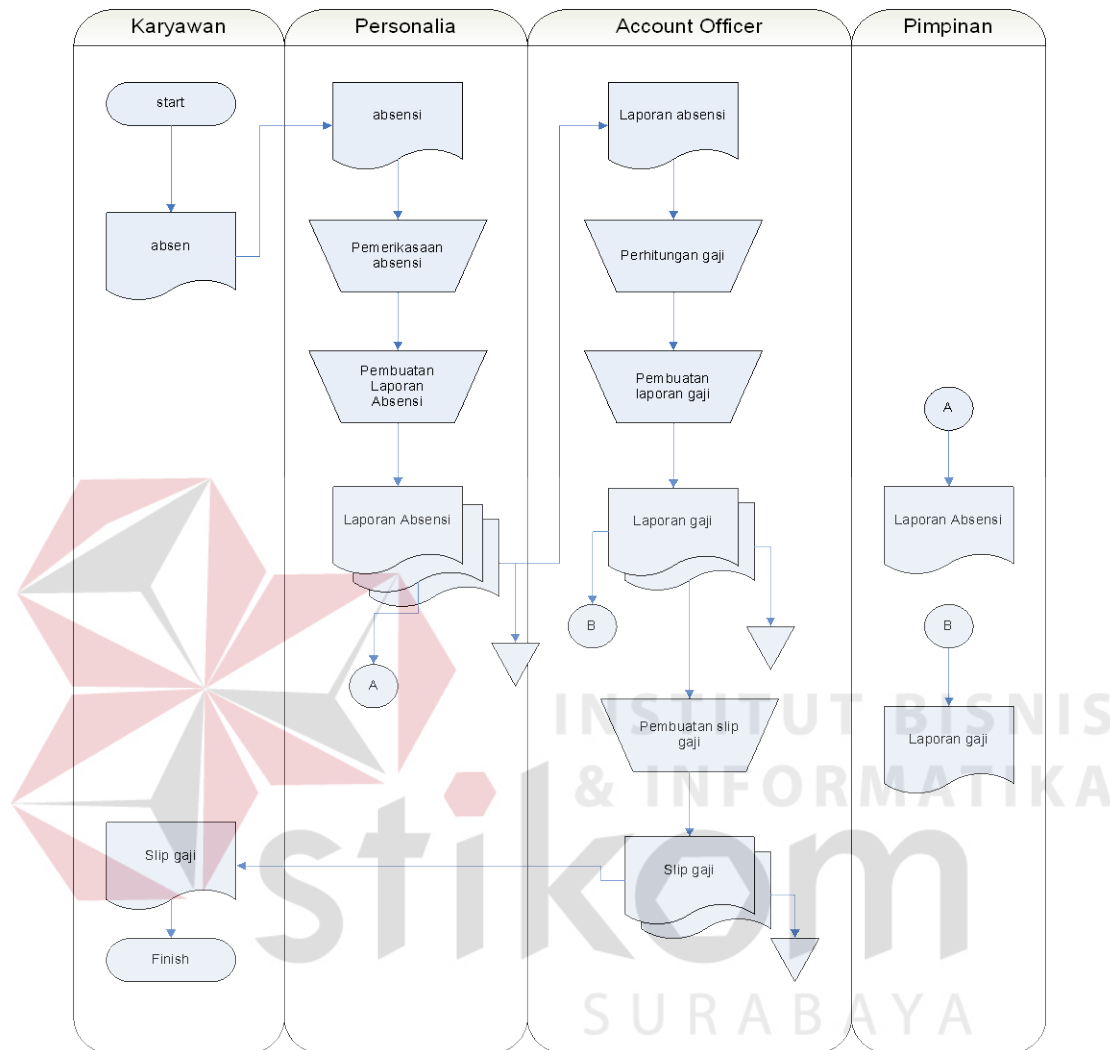 Karyawan
Personalia
Account Officer
Pimpinan
start
absen
absensi
Pemerikasaan
absensi
Pembuatan
Laporan
Absensi
Laporan Absensi
A
Laporan absensi
Perhitungan gaji
Pembuatan
laporan gaji
Laporan gaji
B
Pembuatan slip
gaji
Slip gaji
A
Laporan Absensi
B
Laporan gaji
Slip gaji
Finish
INSTITUT BISNIS
& INFORMATIKA
stikom
SURABAYA